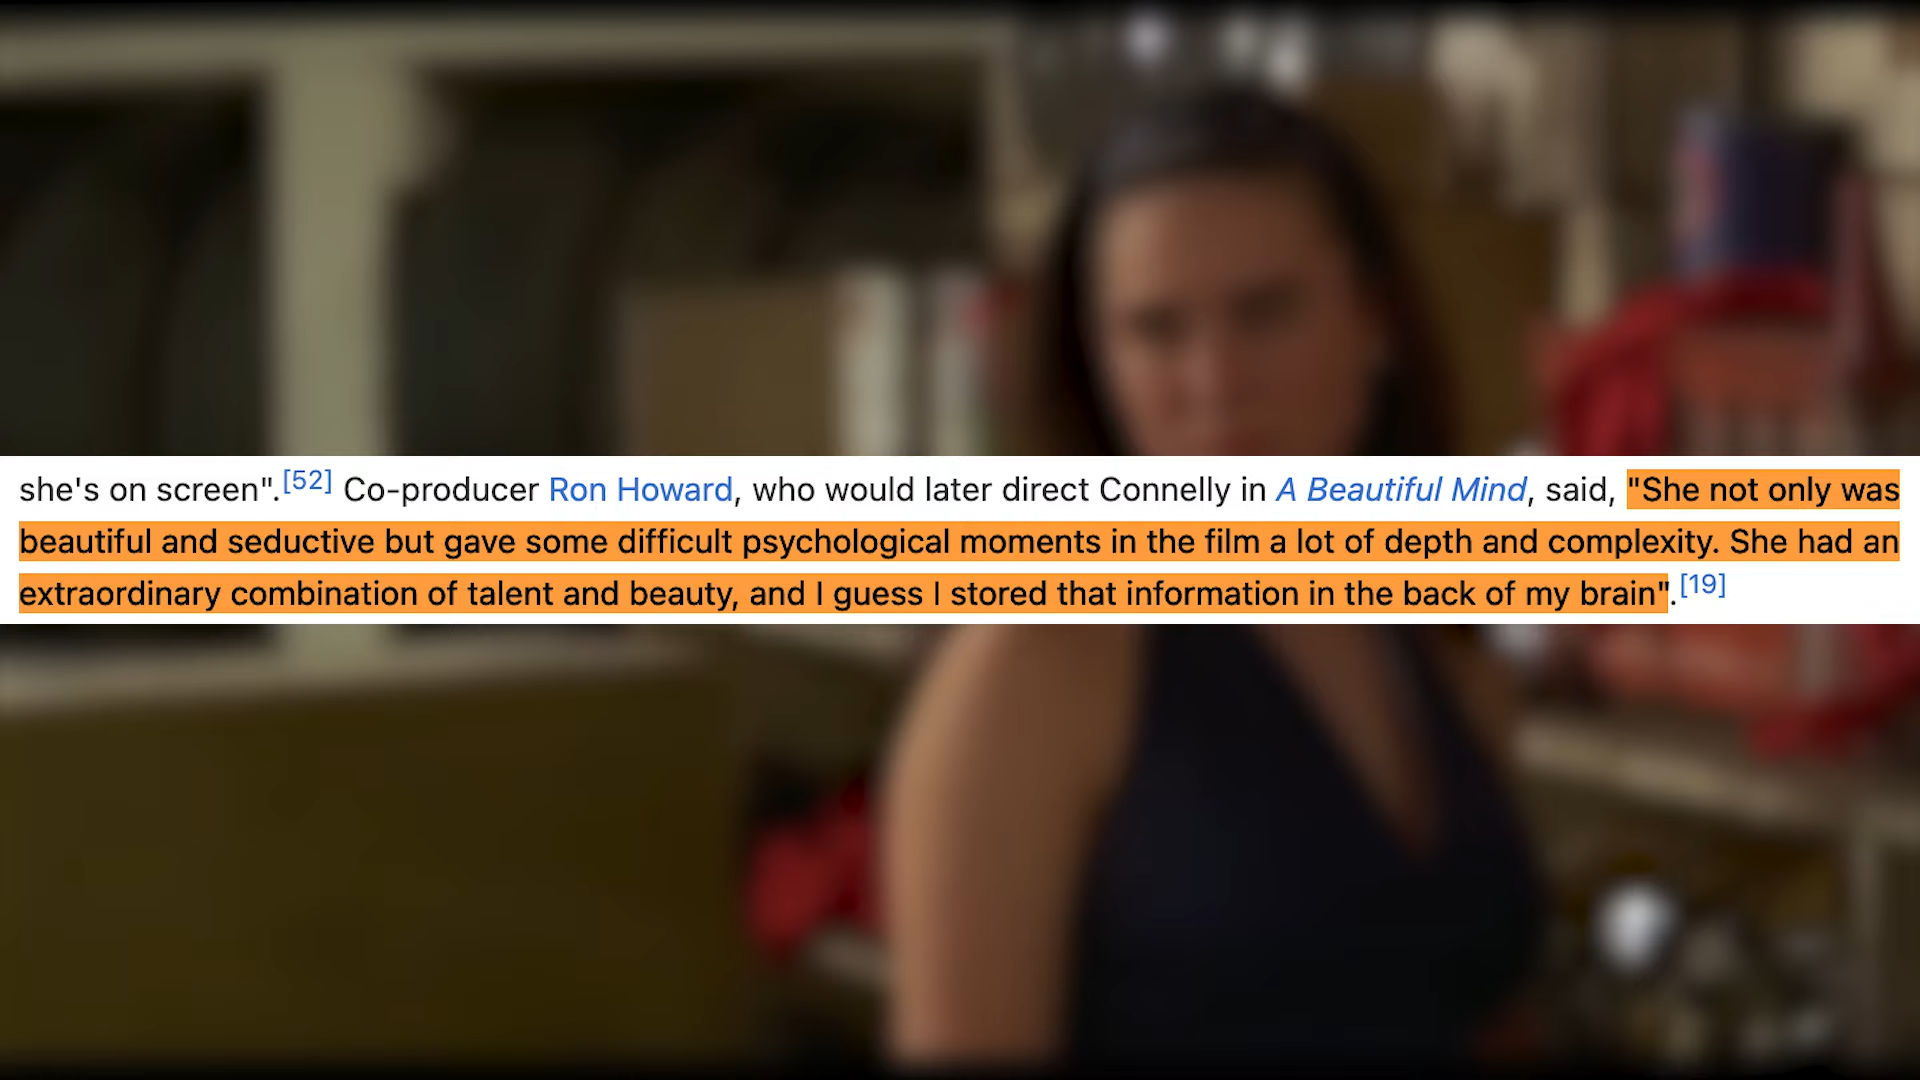 she's on screen".[52] Co-producer Ron Howard, who would later direct Connelly in A Beautiful Mind, said, "She not only was
beautiful and seductive but gave some difficult psychological moments in the film a lot of depth and complexity. She had an
extraordinary combination of talent and beauty, and I guess I stored that information in the back of my brain".[19]